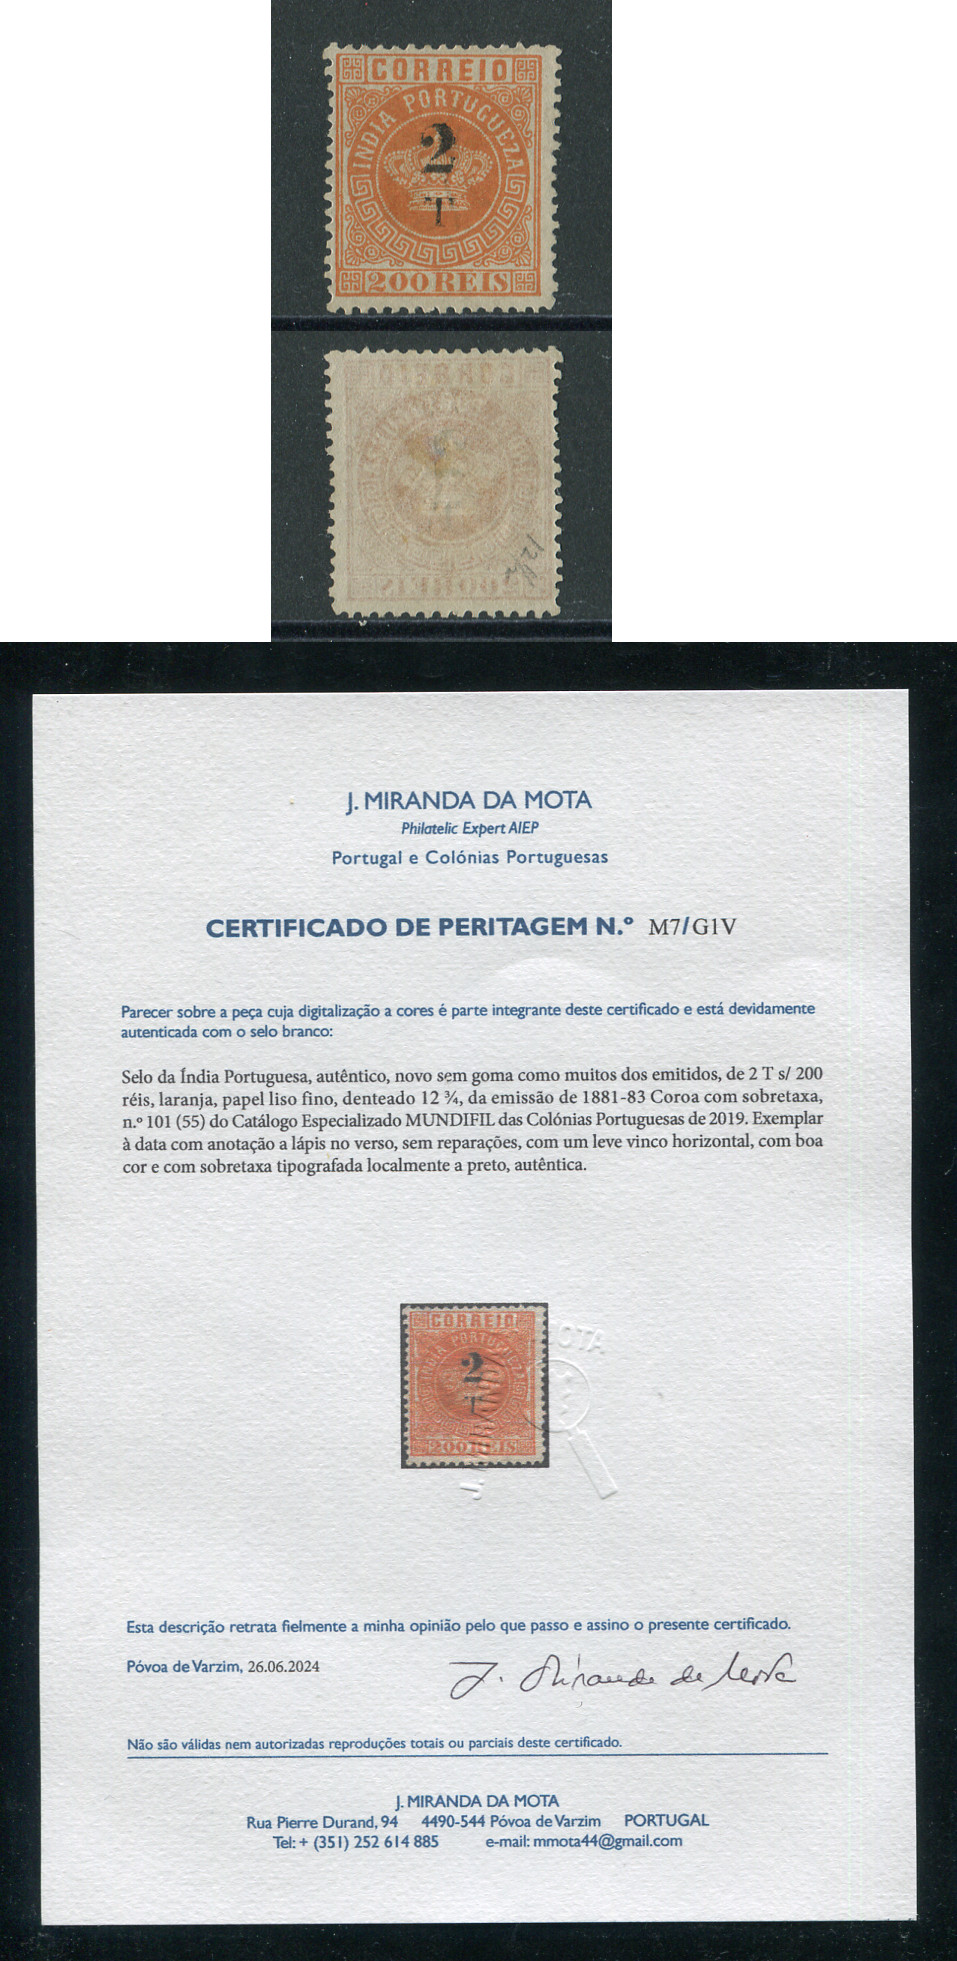 CORREIO
INDIA PORTUGUEZA
2
T
200 REIS
J. MIRANDA DA MOTA
Philatelic Expert AIEP
Portugal e Colónias Portuguesas
CERTIFICADO DE PERITAGEM N.º M7/G1V
Parecer sobre a peça cuja digitalização a cores é parte integrante deste certificado e está devidamente
autenticada com o selo branco:
Selo da Índia Portuguesa, autêntico, novo sem goma como muitos dos emitidos, de 2 T s/ 200
réis, laranja, papel liso fino, denteado 12 ¾, da emissão de 1881-83 Coroa com sobretaxa,
n.º 101 (55) do Catálogo Especializado MUNDIFIL das Colónias Portuguesas de 2019. Exemplar
à data com anotação a lápis no verso, sem reparações, com um leve vinco horizontal, com boa
cor e com sobretaxa tipografada localmente a preto, autêntica.
CORREIO
INDIA PORTUGUEZA
2
T
200 REIS
MOTA
Esta descrição retrata fielmente a minha opinião pelo que passo e assino o presente certificado.
Póvoa de Varzim, 26.06.2024
J. Miranda da Mota
Não são válidas nem autorizadas reproduções totais ou parciais deste certificado.
J. MIRANDA DA MOTA
Rua Pierre Durand, 94 4490-544 Póvoa de Varzim PORTUGAL
Tel: + (351) 252 614 885 e-mail: mmota44@gmail.com